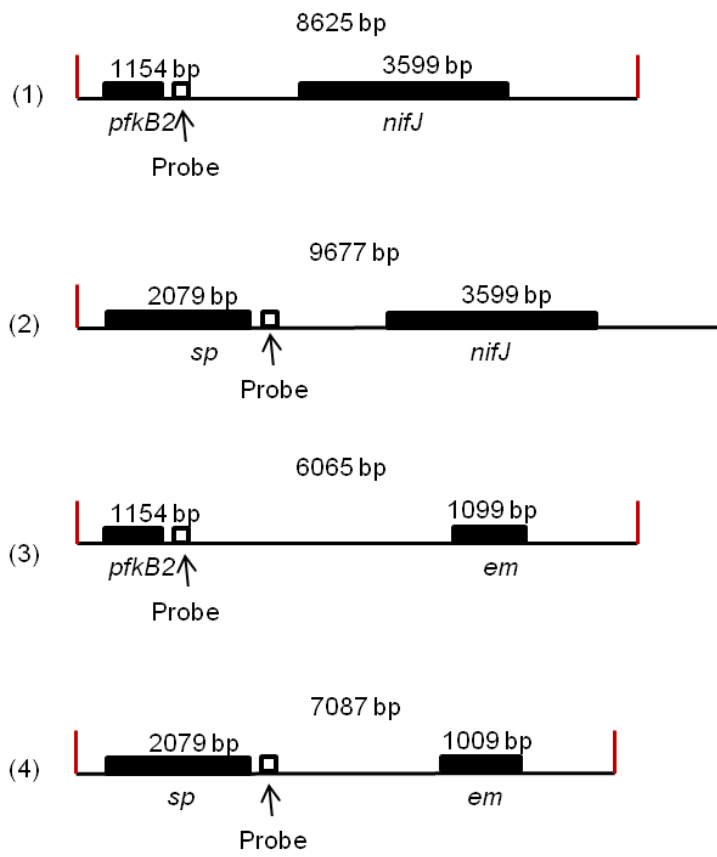 8625 bp
1154 bp 3599 bp
(1)
pfkB2 nifJ
Probe
9677 bp
2079 bp 3599 bp
(2)
sp nifJ
Probe
6065 bp
1154 bp 1099 bp
(3)
pfkB2 em
Probe
7087 bp
2079 bp 1009 bp
(4)
sp em
Probe